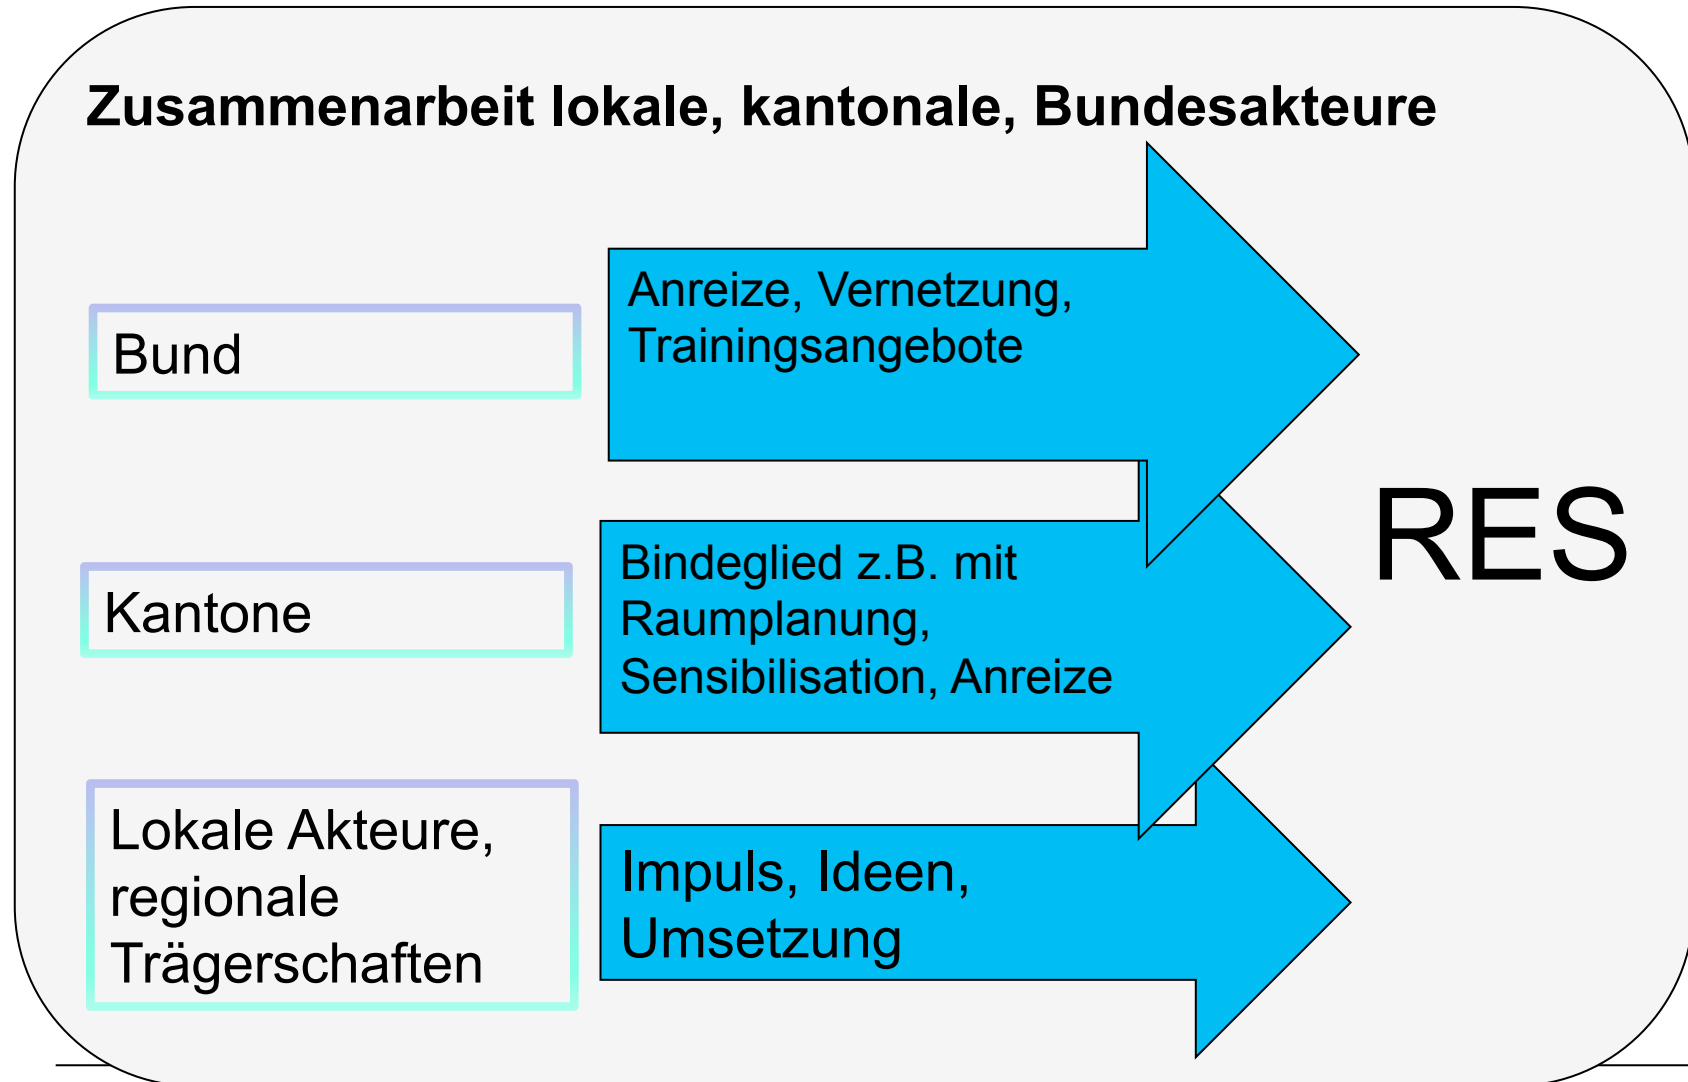 Zusammenarbeit lokale, kantonale, Bundesakteure
Bund
Anreize, Vernetzung,
Trainingsangebote
Kantone
Bindeglied z.B. mit
Raumplanung,
Sensibilisation, Anreize
Lokale Akteure,
regionale
Trägerschaften
Impuls, Ideen,
Umsetzung
RES